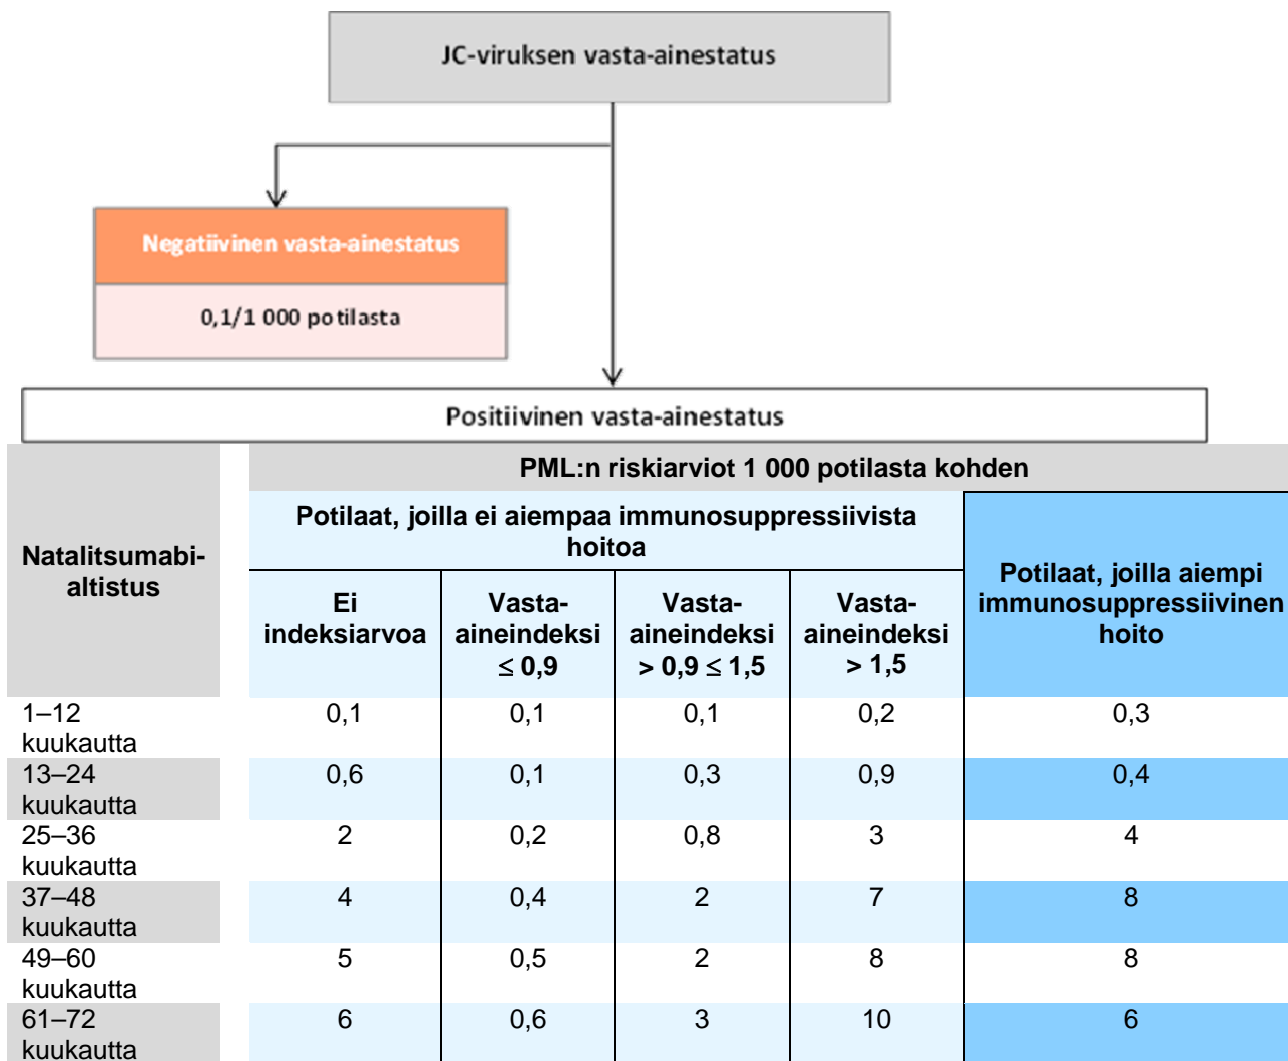 JC-viruksen vasta-ainestatus
Negatiivinen vasta-ainestatus
0,1/1 000 potilasta
Positiivinen vasta-ainestatus
Natalitsumabi-
altistus
PML:n riskiarviot 1 000 potilasta kohden
Potilaat, joilla ei aiempaa immunosuppressiivista
hoitoa
Potilaat, joilla aiempi
immunosuppressiivinen
hoito
Ei
indeksiarvoa
Vasta-
aineindeksi
≤ 0,9
Vasta-
aineindeksi
> 0,9 ≤ 1,5
Vasta-
aineindeksi
> 1,5
1–12
kuukautta
0,1 0,1 0,1 0,2 0,3
13–24
kuukautta
0,6 0,1 0,3 0,9 0,4
25–36
kuukautta
2 0,2 0,8 3 4
37–48
kuukautta
4 0,4 2 7 8
49–60
kuukautta
5 0,5 2 8 8
61–72
kuukautta
6 0,6 3 10 6